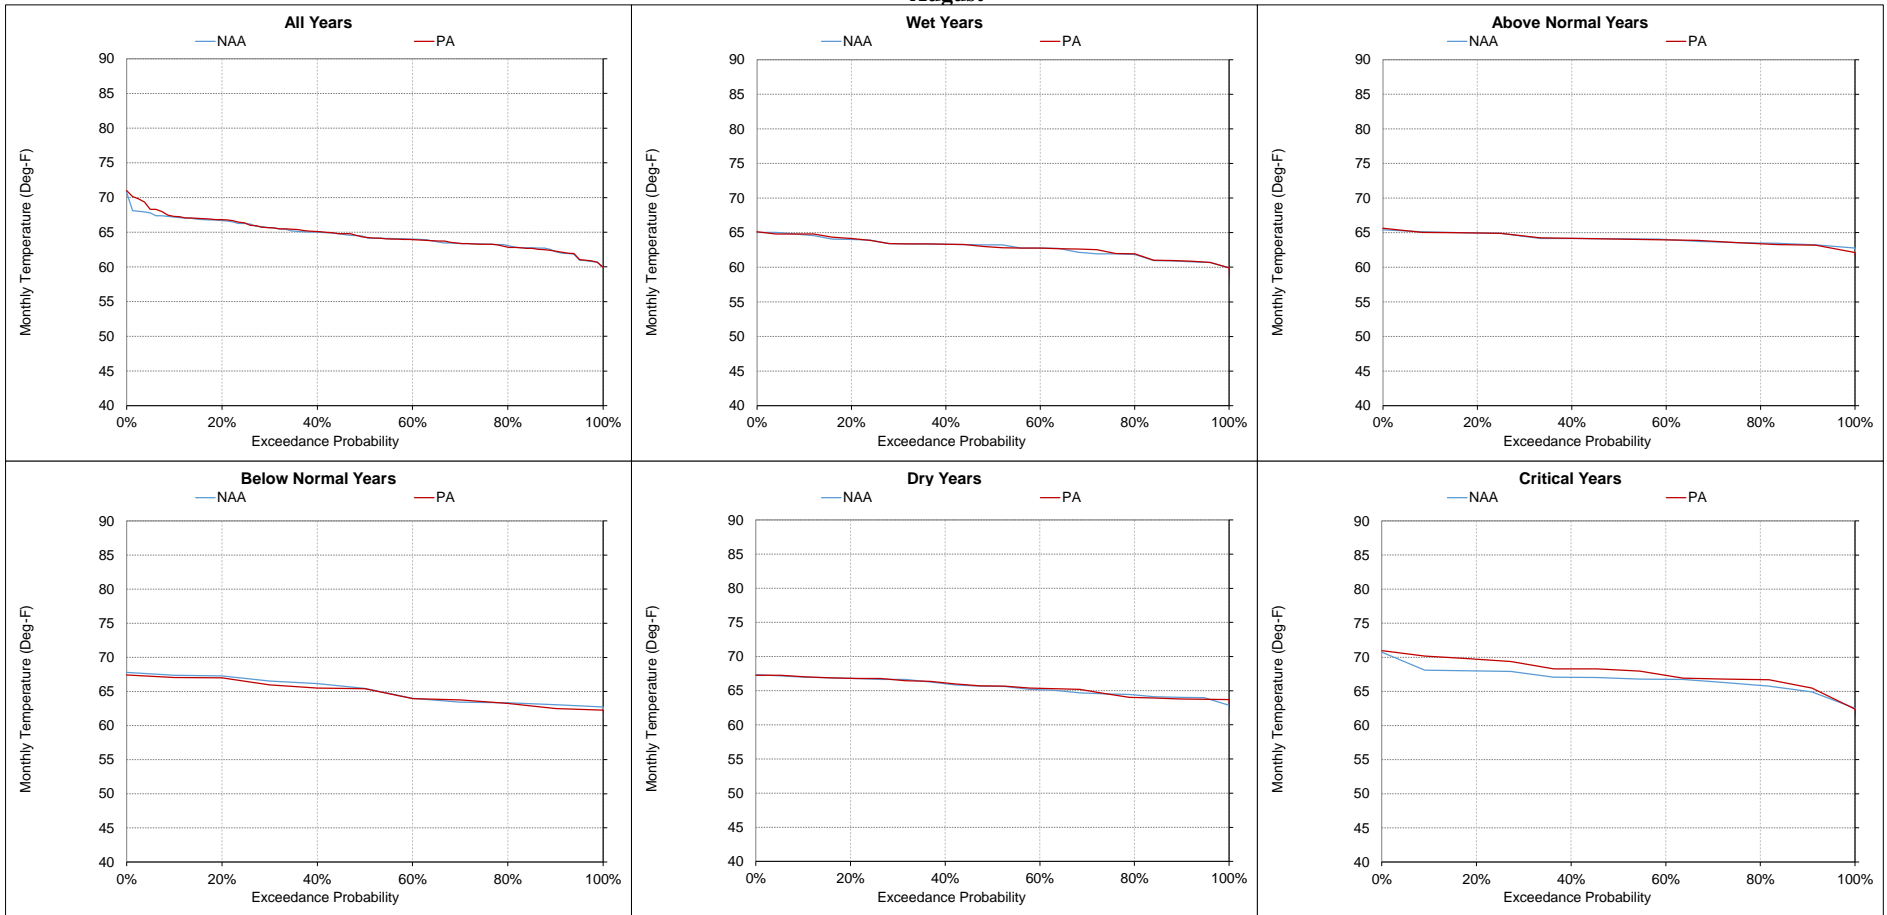 August
All Years
NAA PA
90
85
80
75
70
65
60
55
50
45
40
Monthly Temperature (Deg-F)
0% 20% 40% 60% 80% 100%
Exceedance Probability
Wet Years
NAA PA
90
85
80
75
70
65
60
55
50
45
40
Monthly Temperature (Deg-F)
0% 20% 40% 60% 80% 100%
Exceedance Probability
Above Normal Years
NAA PA
90
85
80
75
70
65
60
55
50
45
40
Monthly Temperature (Deg-F)
0% 20% 40% 60% 80% 100%
Exceedance Probability
Below Normal Years
NAA PA
90
85
80
75
70
65
60
55
50
45
40
Monthly Temperature (Deg-F)
0% 20% 40% 60% 80% 100%
Exceedance Probability
Dry Years
NAA PA
90
85
80
75
70
65
60
55
50
45
40
Monthly Temperature (Deg-F)
0% 20% 40% 60% 80% 100%
Exceedance Probability
Critical Years
NAA PA
90
85
80
75
70
65
60
55
50
45
40
Monthly Temperature (Deg-F)
0% 20% 40% 60% 80% 100%
Exceedance Probability